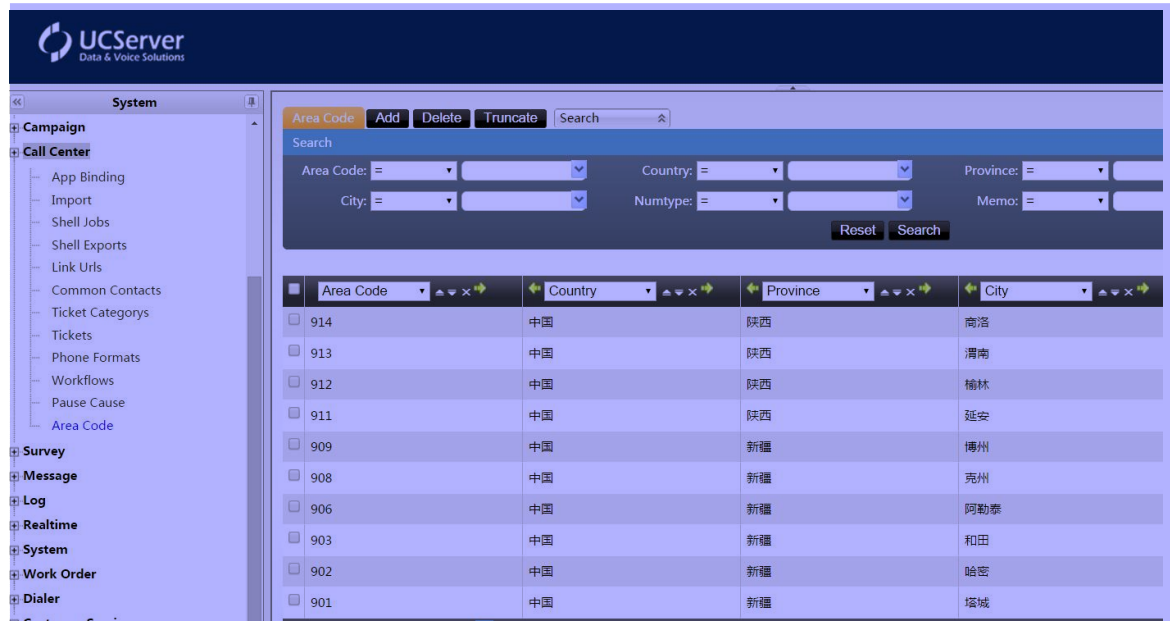 UCServer
Data & Voice Solutions
System
Campaign
Call Center
App Binding
Import
Shell Jobs
Shell Exports
Link Urls
Common Contacts
Ticket Categorys
Tickets
Phone Formats
Workflows
Pause Cause
Area Code
Survey
Message
Log
Realtime
System
Work Order
Dialer
Area Code Add Delete Truncate Search
Search
Area Code: = Country: = Province: =
City: = Numtype: = Memo: =
Reset Search
Area Code Country Province City
914 中国 陕西 商洛
913 中国 陕西 渭南
912 中国 陕西 榆林
911 中国 陕西 延安
909 中国 新疆 博州
908 中国 新疆 克州
906 中国 新疆 阿勒泰
903 中国 新疆 和田
902 中国 新疆 哈密
901 中国 新疆 塔城